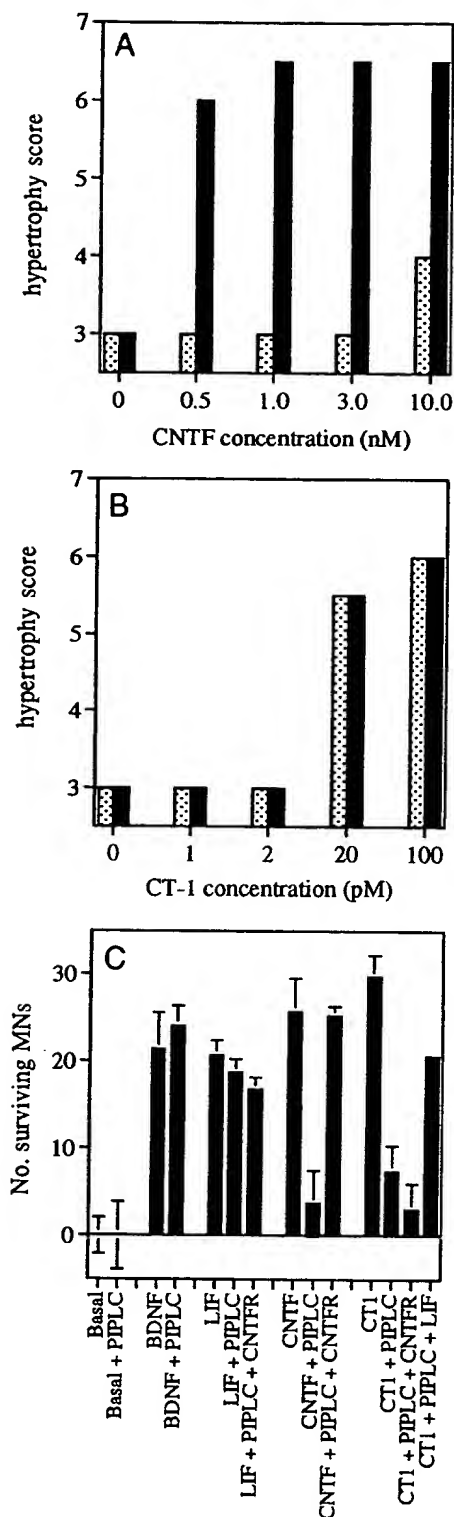 A
hypertrophy score
7
6
5
4
3
0 0.5 1.0 3.0 10.0
CNTF concentration (nM)
B
hypertrophy score
7
6
5
4
3
0 1 2 20 100
CT-1 concentration (pM)
C
No. surviving MNs
30
20
10
0
Basal
Basal + PIPLC
BDNF
BDNF + PIPLC
LIF
LIF + PIPLC
LIF + PIPLC + CNTFR
CNTF
CNTF + PIPLC
CNTF + PIPLC + CNTFR
CT1
CT1 + PIPLC
CT1 + PIPLC + CNTFR
CT1 + PIPLC + LIF